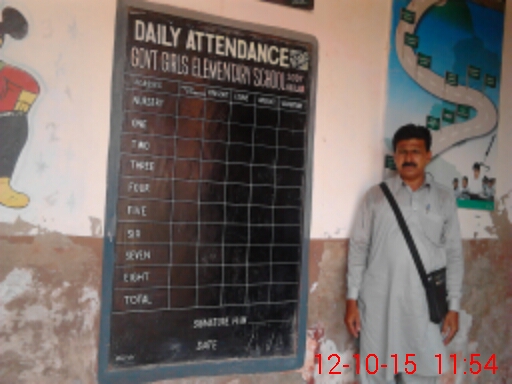 DAILY ATTENDANCE
GOVT GIRLS ELEMENTARY SCHOOL
CLASSES
NURSERY
ONE
TWO
THREE
FOUR
FIVE
SIX
SEVEN
EIGHT
TOTAL
SIGNATURE H/M
DATE
12-10-15 11:54